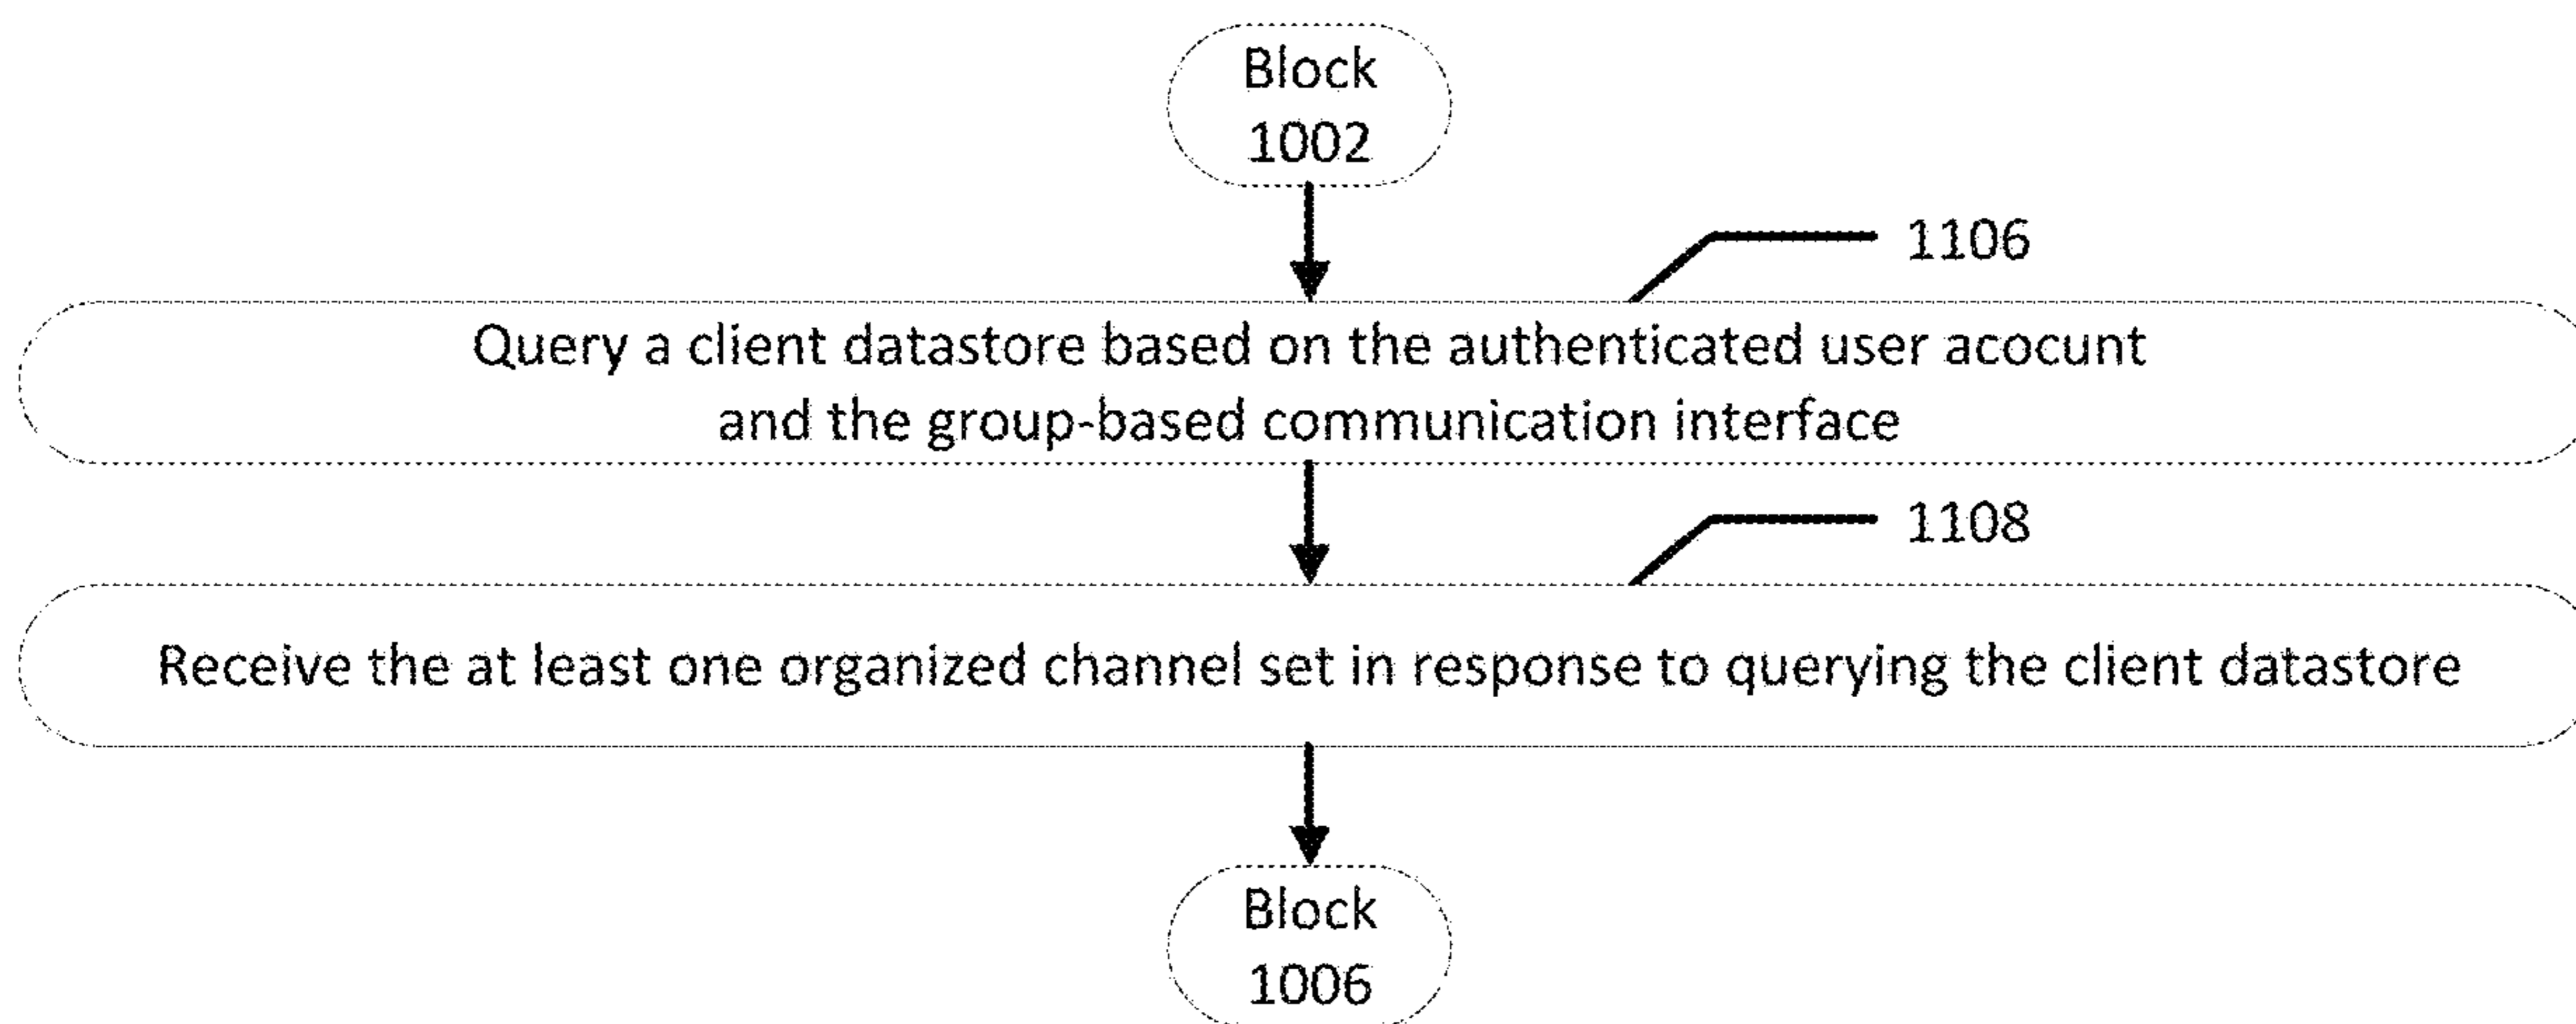 Block
1002
1106
Query a client datastore based on the authenticated user acocunt
and the group-based communication interface
1108
Receive the at least one organized channel set in response to querying the client datastore
Block
1006